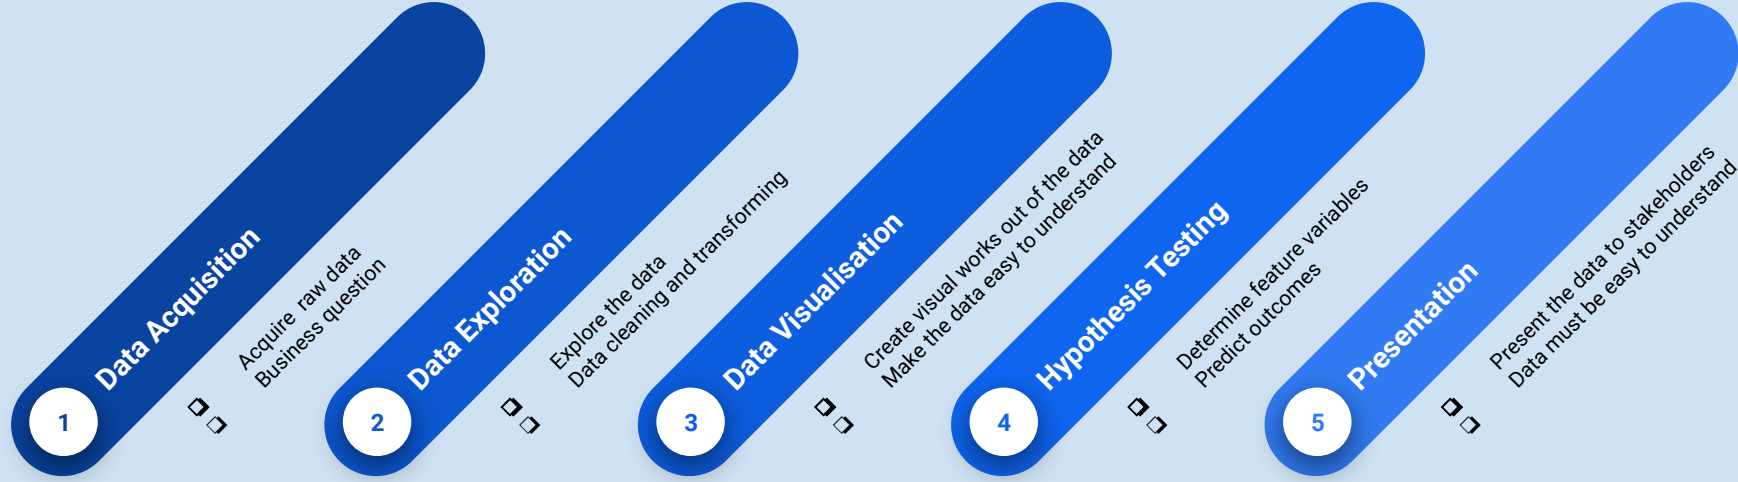 1
Data Acquisition
❏ Acquire  raw data
❏ Business question
2
Data Exploration
❏ Explore the data
❏ Data cleaning and transforming
3
Data Visualisation
❏ Create visual works out of the data
❏ Make the data easy to understand
4
Hypothesis Testing
❏ Determine feature variables
❏ Predict outcomes
5
Presentation
❏ Present the data to stakeholders
❏ Data must be easy to understand